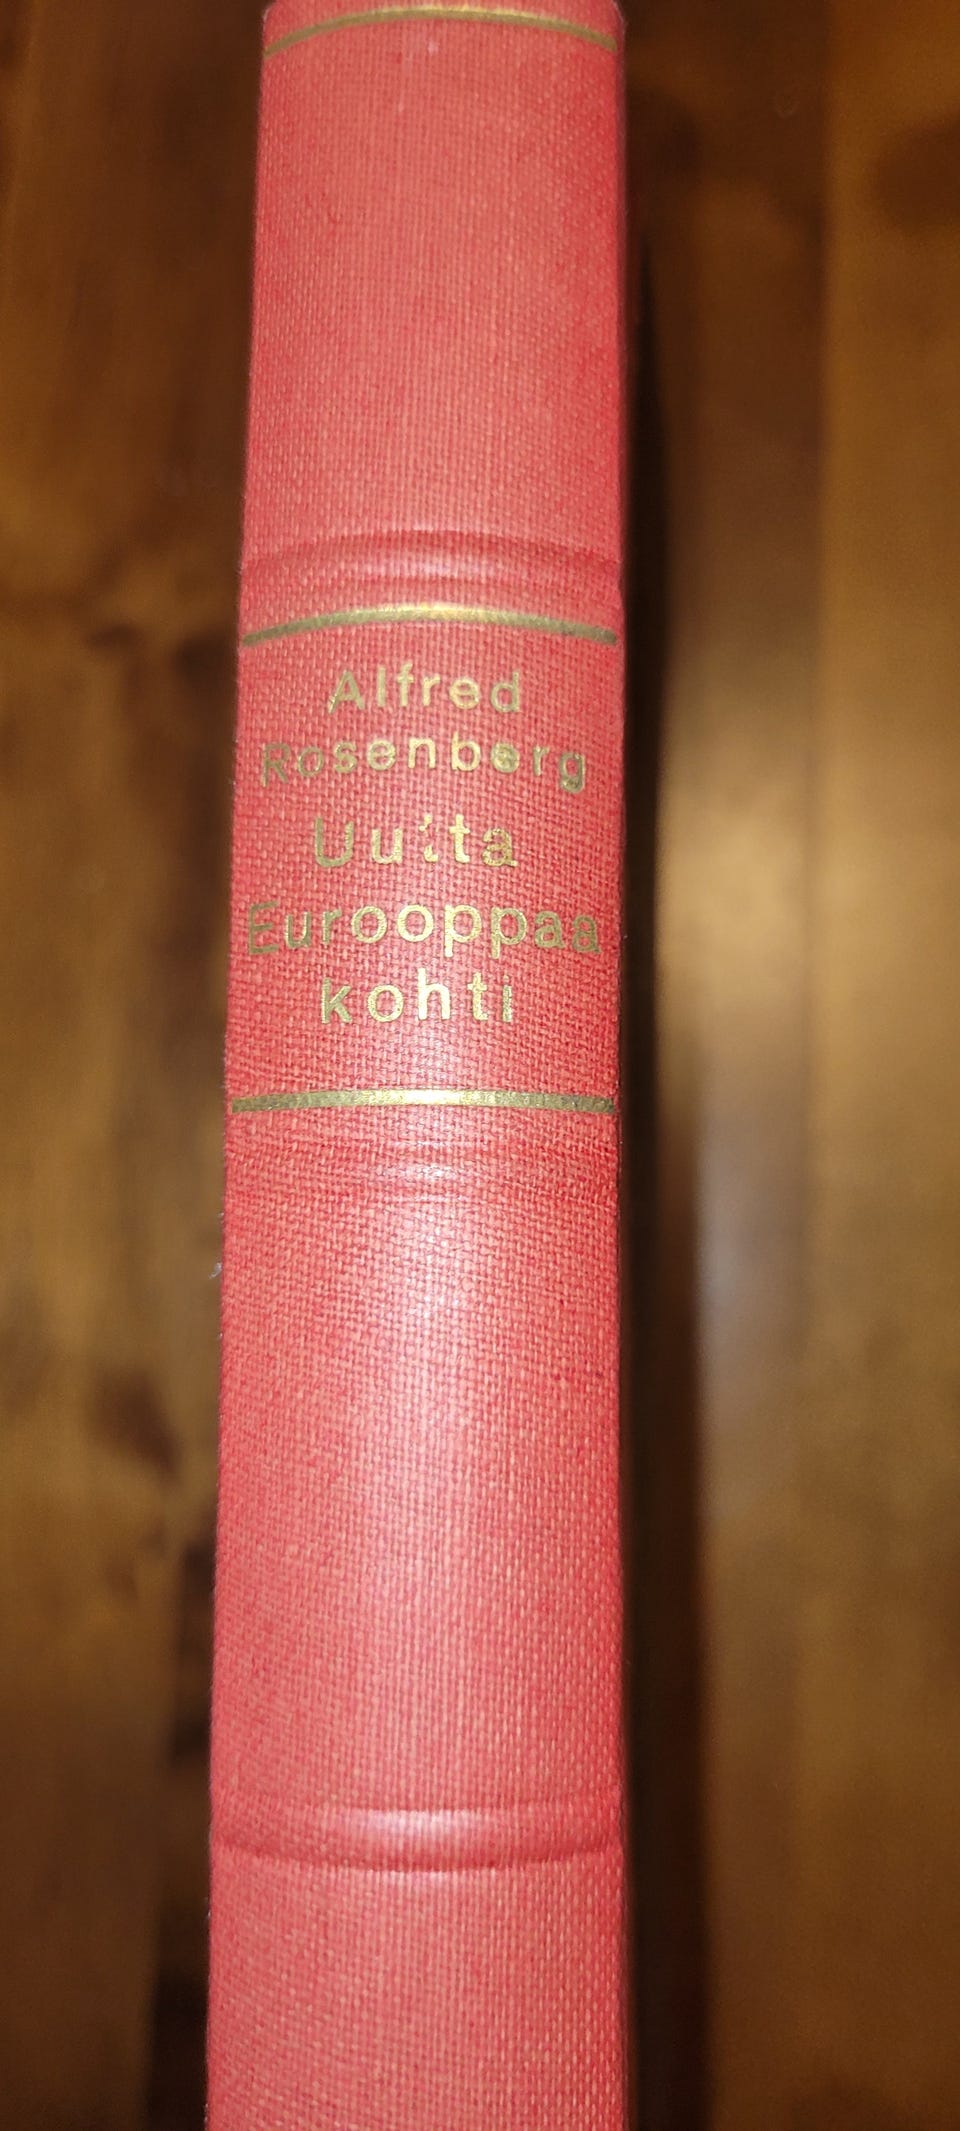 Alfred
Rosenberg
Uutta
Eurooppaa
kohti